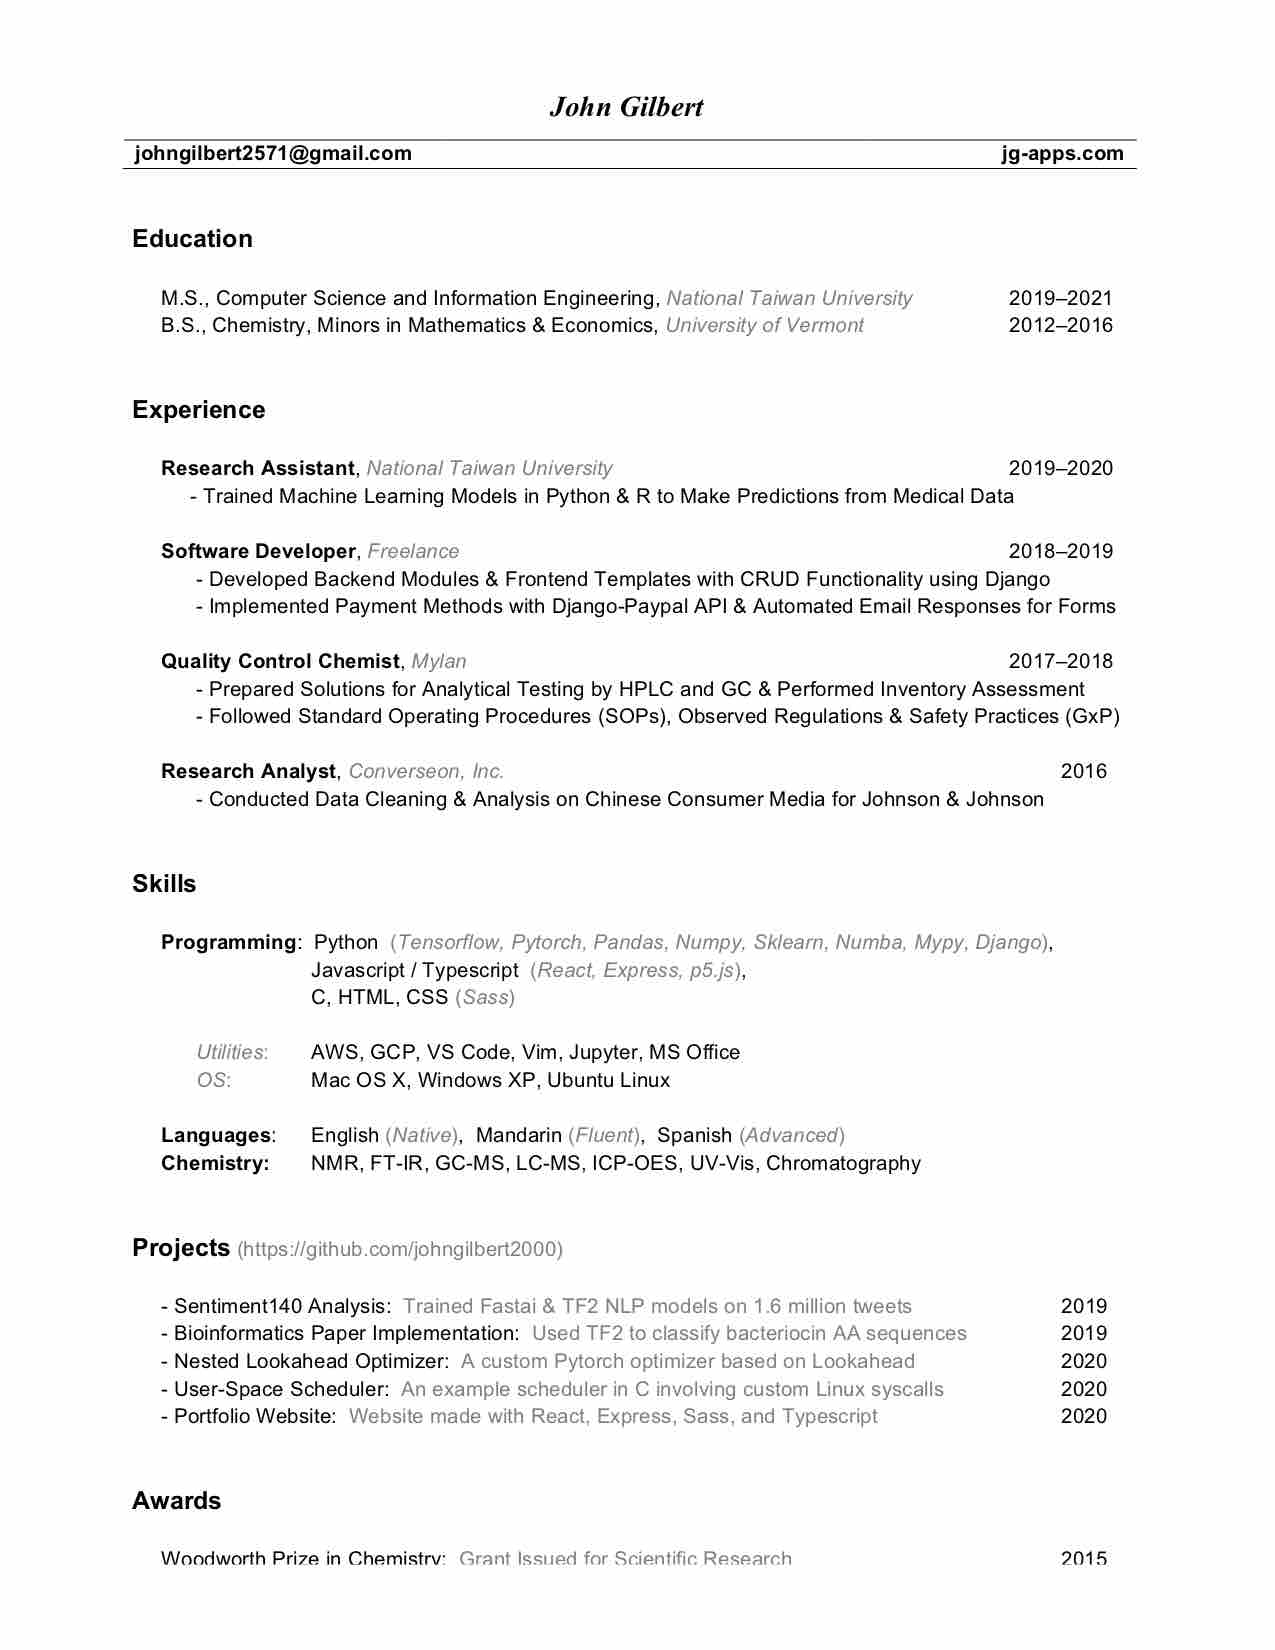 John Gilbert
johngilbert2571@gmail.com jg-apps.com
Education
M.S., Computer Science and Information Engineering, National Taiwan University 2019–2021
B.S., Chemistry, Minors in Mathematics & Economics, University of Vermont 2012–2016
Experience
Research Assistant, National Taiwan University 2019–2020
- Trained Machine Learning Models in Python & R to Make Predictions from Medical Data
Software Developer, Freelance 2018–2019
- Developed Backend Modules & Frontend Templates with CRUD Functionality using Django
- Implemented Payment Methods with Django-Paypal API & Automated Email Responses for Forms
Quality Control Chemist, Mylan 2017–2018
- Prepared Solutions for Analytical Testing by HPLC and GC & Performed Inventory Assessment
- Followed Standard Operating Procedures (SOPs), Observed Regulations & Safety Practices (GxP)
Research Analyst, Converseon, Inc. 2016
- Conducted Data Cleaning & Analysis on Chinese Consumer Media for Johnson & Johnson
Skills
Programming: Python (Tensorflow, Pytorch, Pandas, Numpy, Sklearn, Numba, Mypy, Django),
Javascript / Typescript (React, Express, p5.js),
C, HTML, CSS (Sass)
Utilities: AWS, GCP, VS Code, Vim, Jupyter, MS Office
OS: Mac OS X, Windows XP, Ubuntu Linux
Languages: English (Native), Mandarin (Fluent), Spanish (Advanced)
Chemistry: NMR, FT-IR, GC-MS, LC-MS, ICP-OES, UV-Vis, Chromatography
Projects (https://github.com/johngilbert2000)
- Sentiment140 Analysis: Trained Fastai & TF2 NLP models on 1.6 million tweets 2019
- Bioinformatics Paper Implementation: Used TF2 to classify bacteriocin AA sequences 2019
- Nested Lookahead Optimizer: A custom Pytorch optimizer based on Lookahead 2020
- User-Space Scheduler: An example scheduler in C involving custom Linux syscalls 2020
- Portfolio Website: Website made with React, Express, Sass, and Typescript 2020
Awards
Woodworth Prize in Chemistry: Grant Issued for Scientific Research 2015